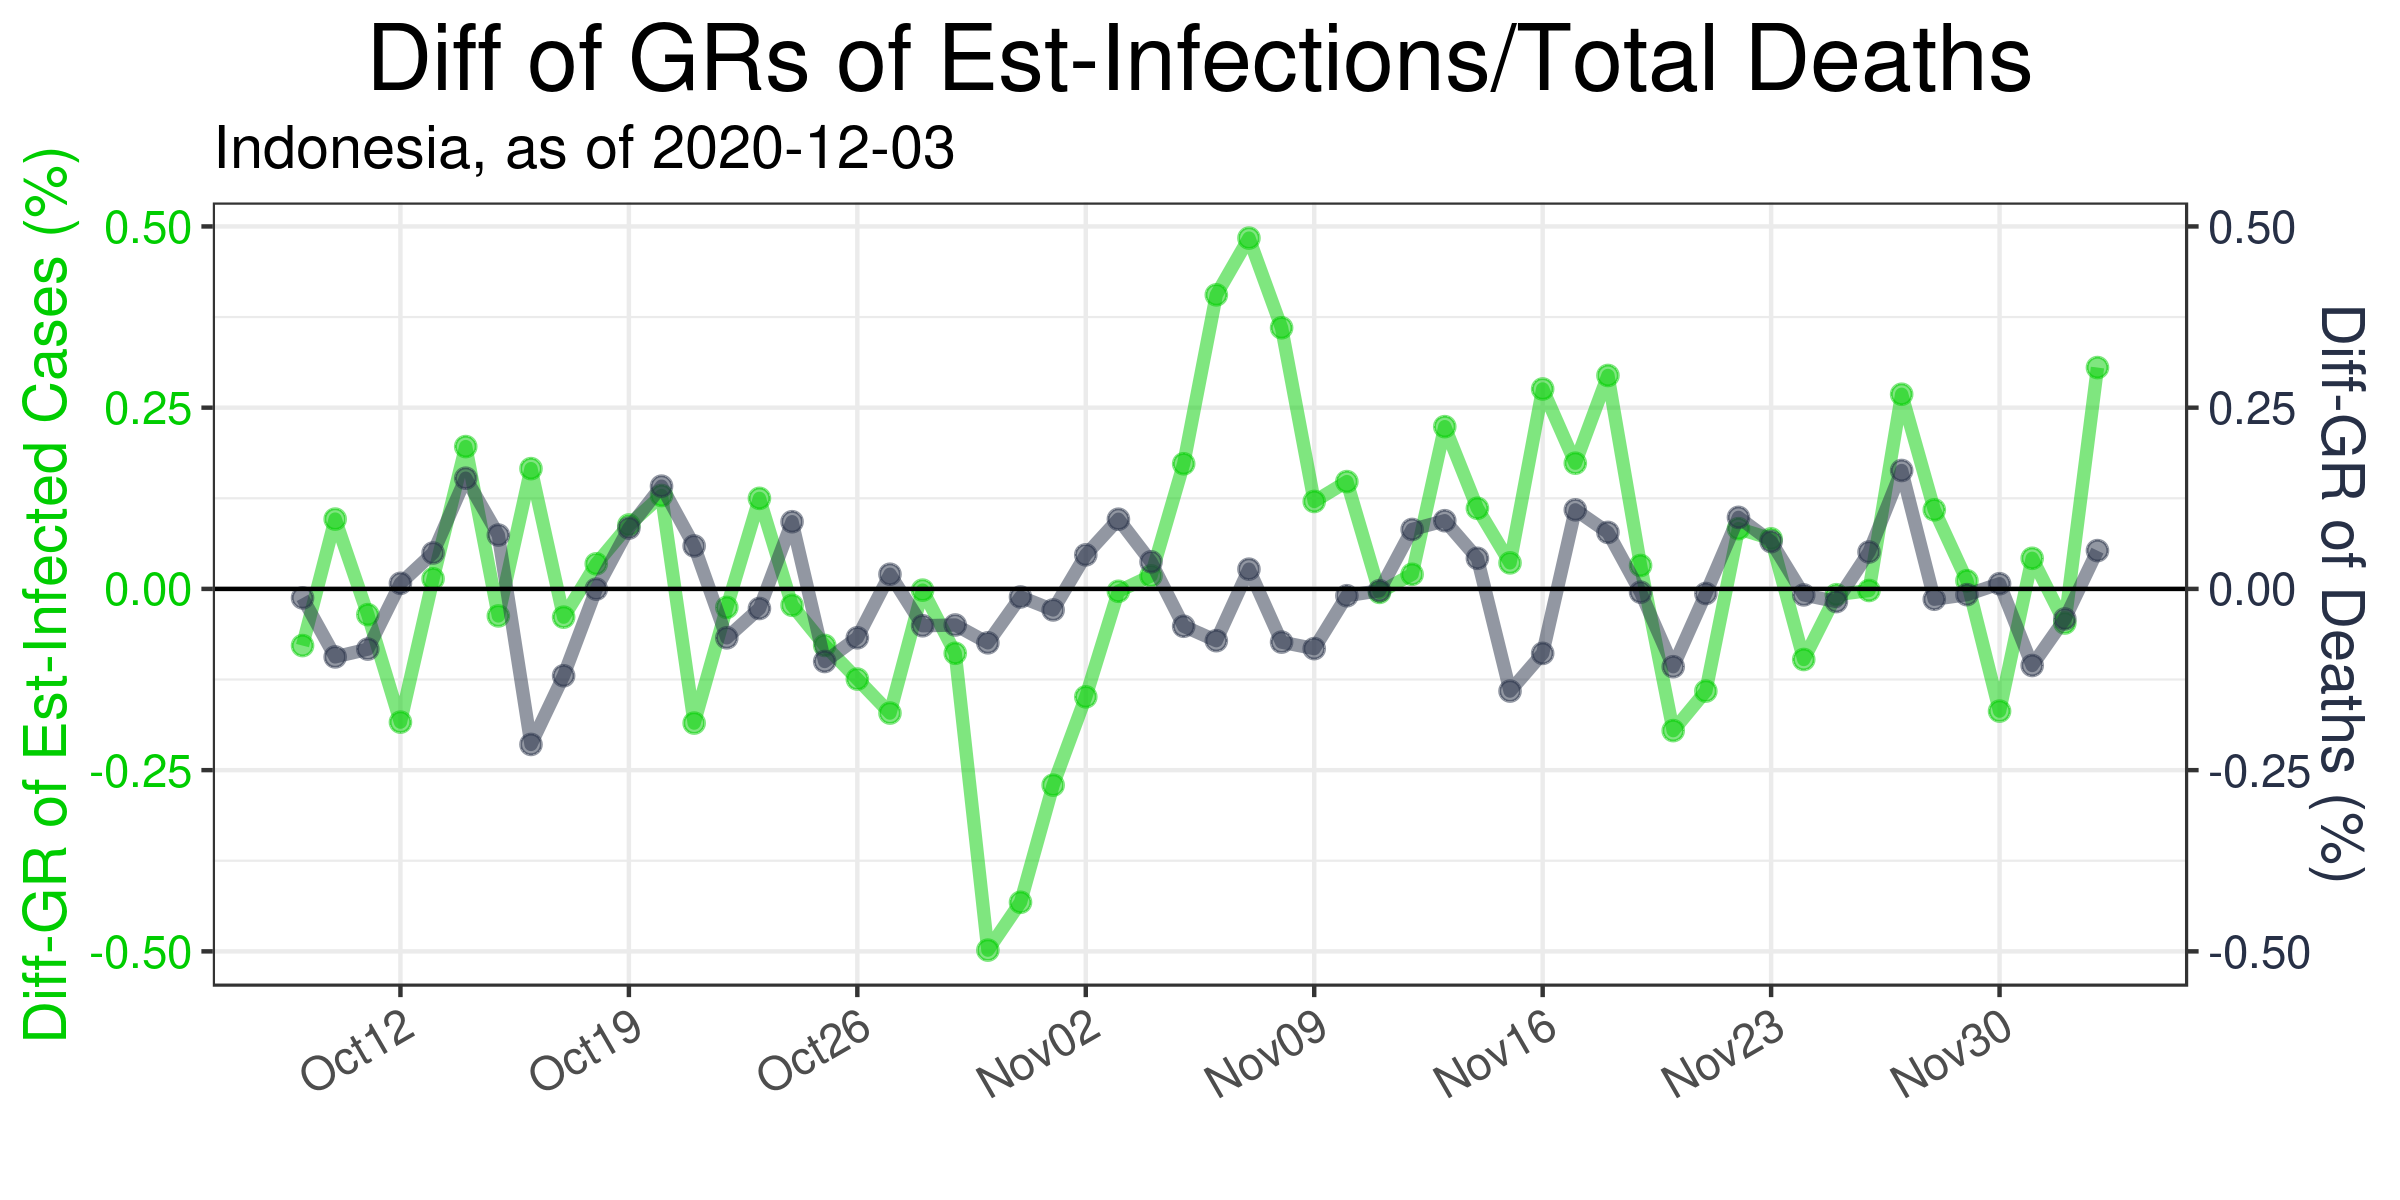 Diff of GRs of Est-Infections/Total Deaths
Indonesia, as of 2020-12-03
Diff-GR of Est-Infected Cases (%)
0.50
0.25
0.00
-0.25
-0.50
0.50
0.25
0.00
-0.25
-0.50
Diff-GR of Deaths (%)
Oct12
Oct19
Oct26
Nov02
Nov09
Nov16
Nov23
Nov30